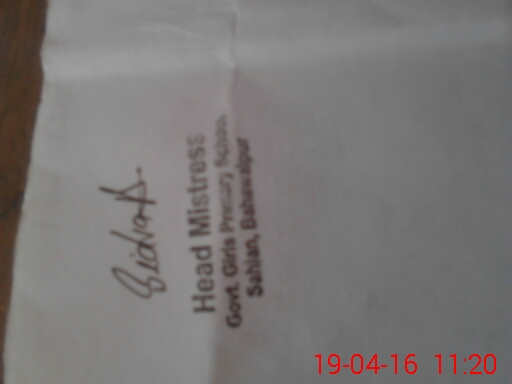 Head Mistress
Govt. Girls Primary School
Sahlan, Bahawalpur
19-04-16 11:20